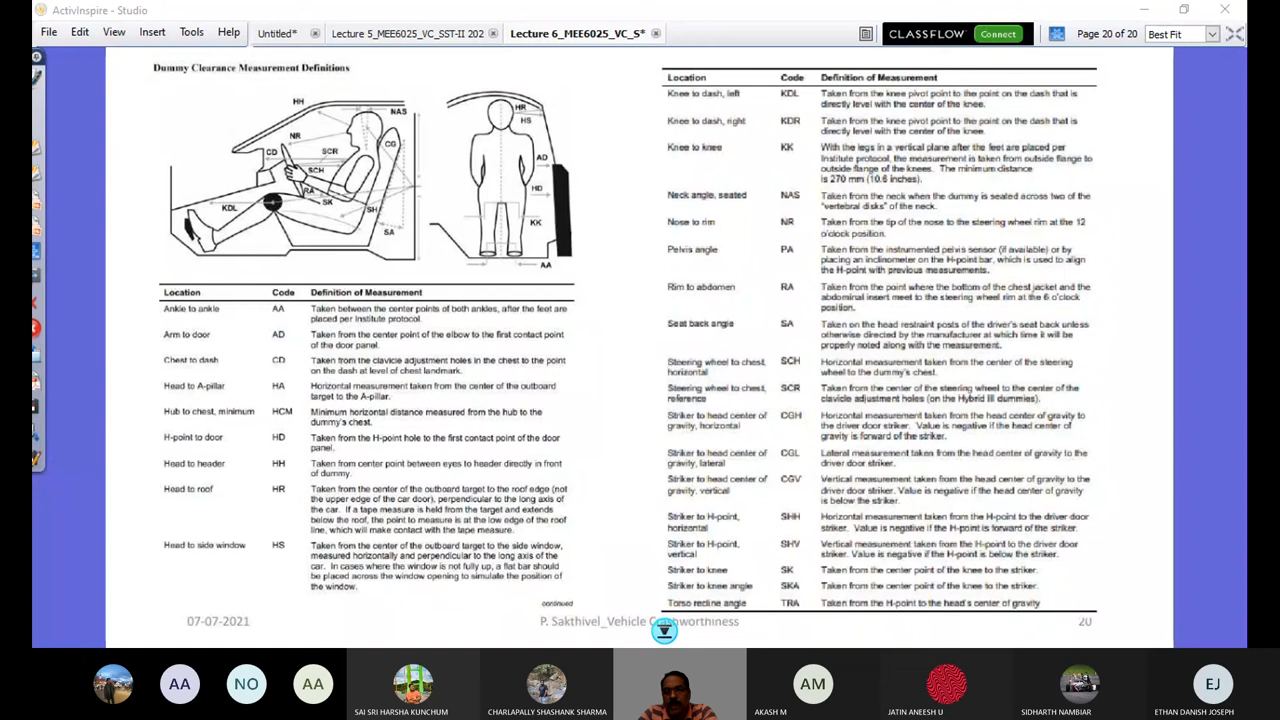 ActivInspire - Studio
File Edit View Insert Tools Help
Untitled* Lecture 5_MEE6025_VC_SST-II 202 Lecture 6_MEE6025_VC_S*
CLASSFLOW Connect Page 20 of 20 Best Fit
Dummy Clearance Measurement Definitions
HH
NAS
NR
CG
CD
SCR
SCH
RA
SK
KDL
SH
SA
HR
HS
AD
HD
KK
AA
Location Code Definition of Measurement
Ankle to ankle AA Taken between the center points of both ankles, after the feet are
placed per Institute protocol.
Arm to door AD Taken from the center point of the elbow to the first contact point
of the door panel.
Chest to dash CD Taken from the clavicle adjustment holes in the chest to the point
on the dash at level of chest landmark.
Head to A-pillar HA Horizontal measurement taken from the center of the outboard
target to the A-pillar.
Hub to chest, minimum HCM Minimum horizontal distance measured from the hub to the
dummy's chest.
H-point to door HD Taken from the H-point hole to the first contact point of the door
panel.
Head to header HH Taken from center point between eyes to header directly in front
of dummy.
Head to roof HR Taken from the center of the outboard target to the roof edge (not
the upper edge of the car door), perpendicular to the long axis of
the car. If a tape measure is held from the target and extends
below the roof, the point to measure is at the low edge of the roof
line, which will make contact with the tape measure.
Head to side window HS Taken from the center of the outboard target to the side window,
measured horizontally and perpendicular to the long axis of the
car. In cases where the window is not fully up, a flat bar should
be placed across the window opening to simulate the position of
the window.
continued
Location Code Definition of Measurement
Knee to dash, left KDL Taken from the knee pivot point to the point on the dash that is
directly level with the center of the knee.
Knee to dash, right KDR Taken from the knee pivot point to the point on the dash that is
directly level with the center of the knee.
Knee to knee KK With the legs in a vertical plane after the feet are placed per
Institute protocol, the measurement is taken from outside flange to
outside flange of the knees. The minimum distance
is 270 mm (10.6 inches).
Neck angle, seated NAS Taken from the neck when the dummy is seated across two of the
"vertebral disks" of the neck.
Nose to rim NR Taken from the tip of the nose to the steering wheel rim at the 12
o'clock position.
Pelvis angle PA Taken from the instrumented pelvis sensor (if available) or by
placing an inclinometer on the H-point bar, which is used to align
the H-point with previous measurements.
Rim to abdomen RA Taken from the point where the bottom of the chest jacket and the
abdominal insert meet to the steering wheel rim at the 6 o'clock
position.
Seat back angle SA Taken on the head restraint posts of the driver's seat back unless
otherwise directed by the manufacturer at which time it will be
properly noted along with the measurement.
Steering wheel to chest, SCH Horizontal measurement taken from the center of the steering
horizontal wheel to the dummy's chest.
Steering wheel to chest, SCR Taken from the center of the steering wheel to the center of the
reference clavicle adjustment holes (on the Hybrid III dummies).
Striker to head center of CGH Horizontal measurement taken from the head center of gravity to
gravity, horizontal the driver door striker. Value is negative if the head center of
gravity is forward of the striker.
Striker to head center of CGL Lateral measurement taken from the head center of gravity to the
gravity, lateral driver door striker.
Striker to head center of CGV Vertical measurement taken from the head center of gravity to the
gravity, vertical driver door striker. Value is negative if the head center of gravity
is below the striker.
Striker to H-point, SHH Horizontal measurement taken from the H-point to the driver door
horizontal striker. Value is negative if the H-point is forward of the striker.
Striker to H-point, SHV Vertical measurement taken from the H-point to the driver door
vertical striker. Value is negative if the H-point is below the striker.
Striker to knee SK Taken from the center point of the knee to the striker.
Striker to knee angle SKA Taken from the center point of the knee to the striker.
Torso recline angle TRA Taken from the H-point to the head's center of gravity
07-07-2021 P. Sakthivel_Vehicle Crashworthiness 20
AA NO AA AM EJ
SAI SRI HARSHA KUNCHUM CHARLAPALLY SHASHANK SHARMA AKASH M JATIN ANEESH U SIDHARTH NAMBIAR ETHAN DANISH JOSEPH